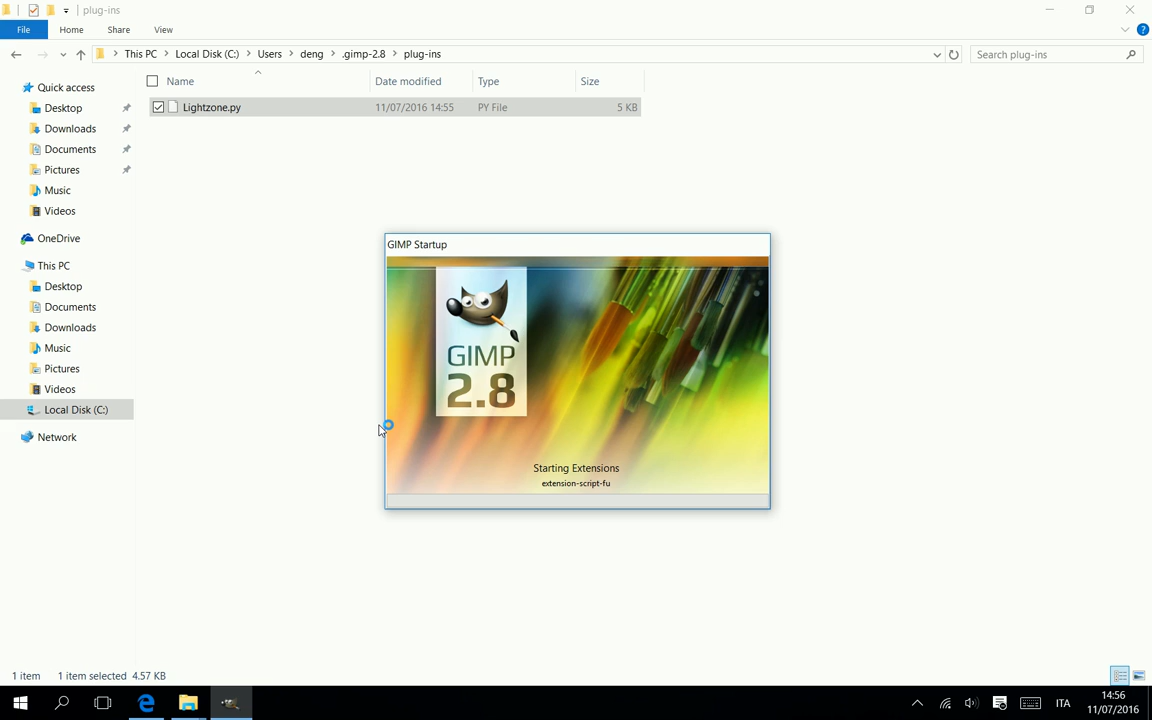 plug-ins
File Home Share View
This PC Local Disk (C:) Users deng .gimp-2.8 plug-ins Search plug-ins
Name Date modified Type Size
Lightzone.py 11/07/2016 14:55 PY File 5 KB
Quick access
Desktop
Downloads
Documents
Pictures
Music
Videos
OneDrive
This PC
Desktop
Documents
Downloads
Music
Pictures
Videos
Local Disk (C:)
Network
GIMP Startup
GIMP
2.8
Starting Extensions
extension-script-fu
1 item 1 item selected 4.57 KB
ITA
14:56
11/07/2016